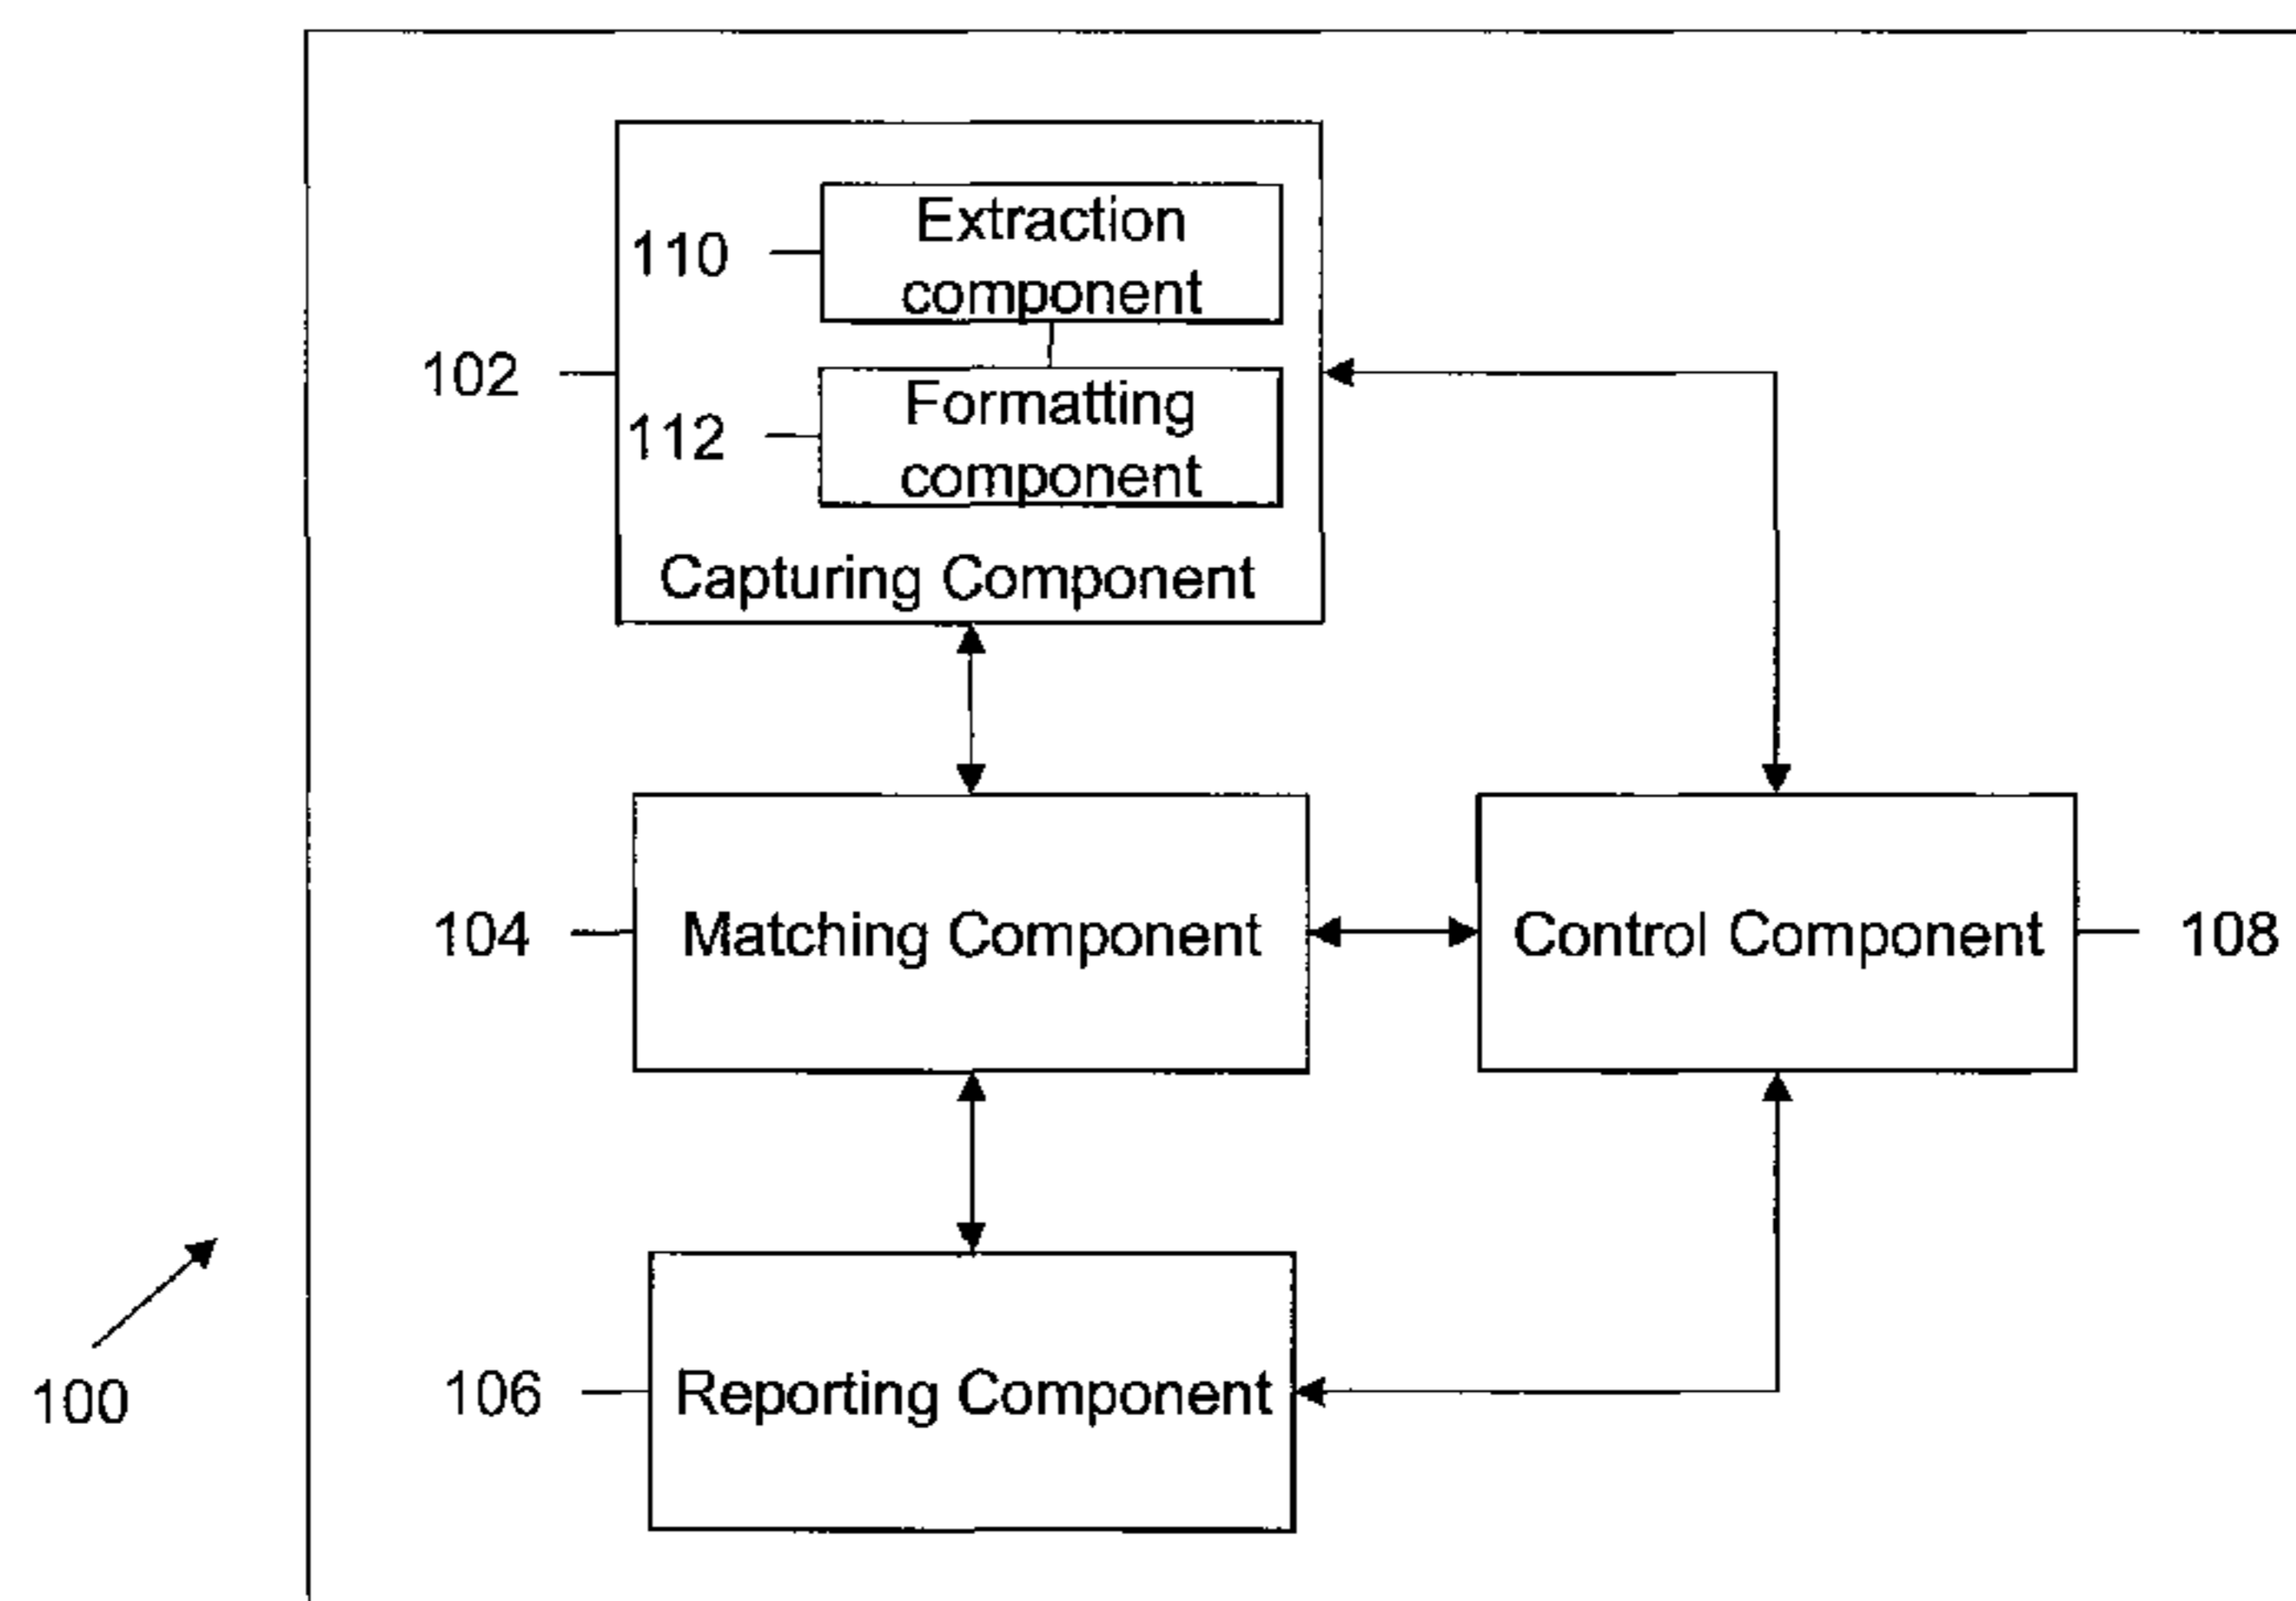 110
Extraction
component
102
112
Formatting
component
Capturing Component
104
Matching Component
Control Component
108
100
106
Reporting Component